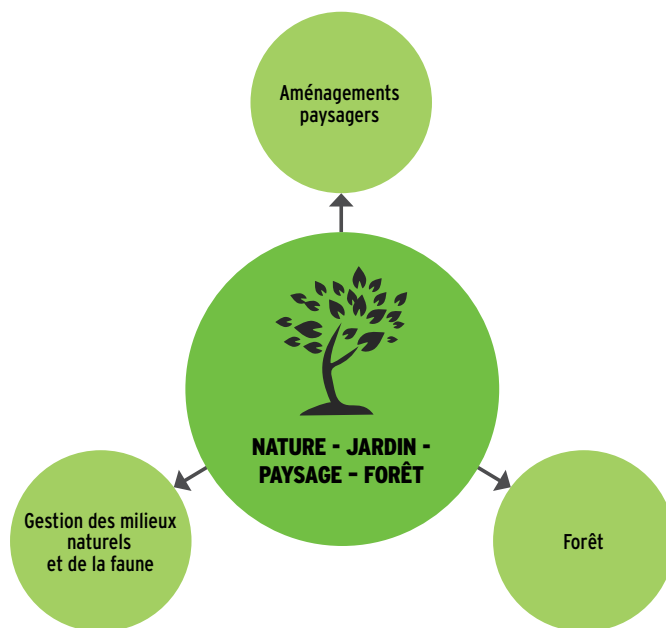 Aménagements
paysagers
NATURE - JARDIN -
PAYSAGE - FORÊT
Gestion des milieux
naturels
et de la faune
Forêt